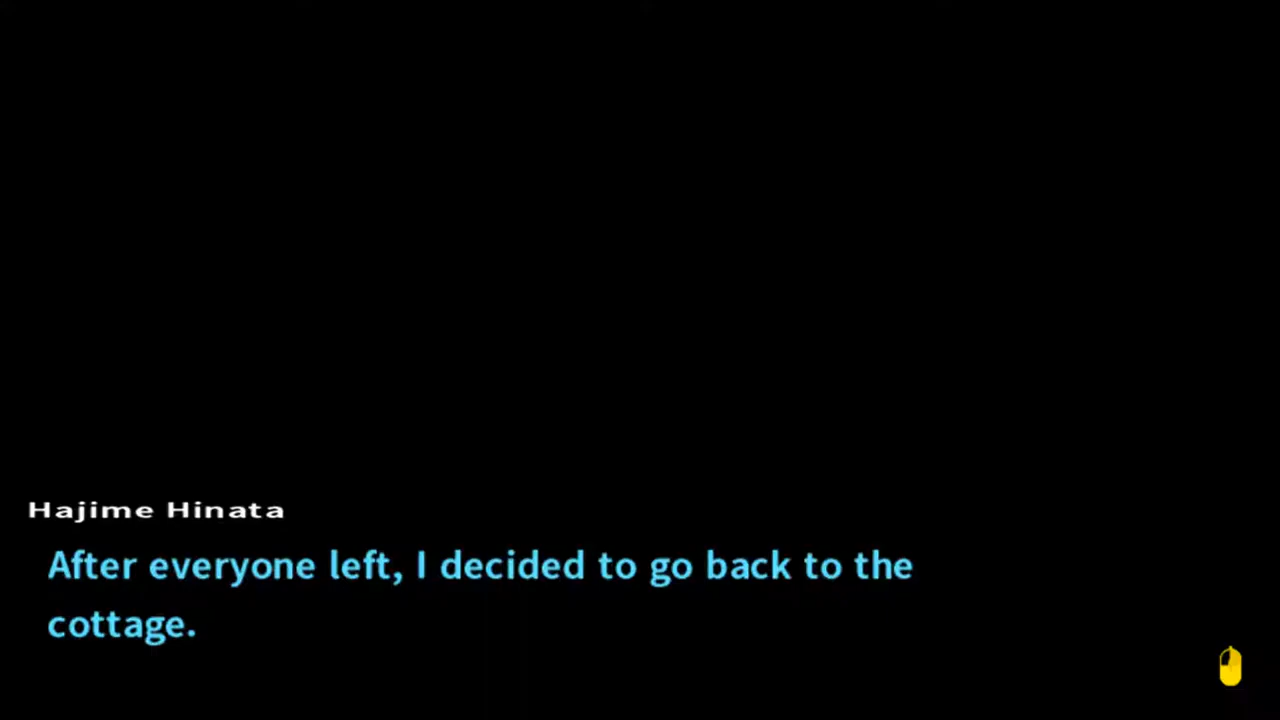 Hajime Hinata
After everyone left, I decided to go back to the
cottage.